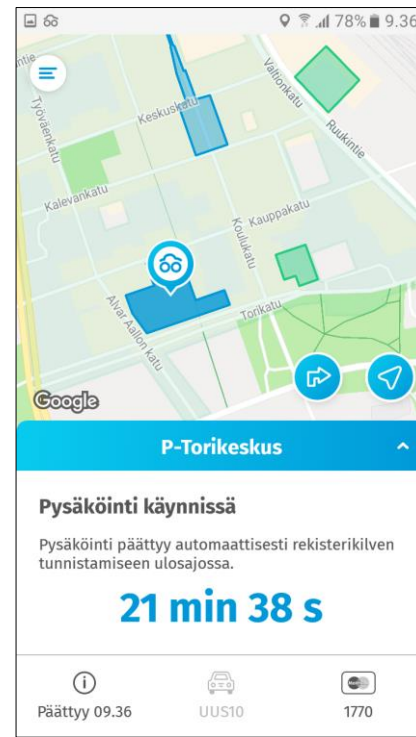 78% 9.36
ntie
Työväenkatu
Keskuskatu
Valtionkatu
Ruukintie
Kalevankatu
Kauppakatu
Koulukatu
Alvar Aallon katu
Torikatu
Google
P-Torikeskus
Pysäköinti käynnissä
Pysäköinti päättyy automaattisesti rekisterikilven
tunnistamiseen ulosajossa.
21 min 38 s
Päättyy 09.36
UUS10
1770